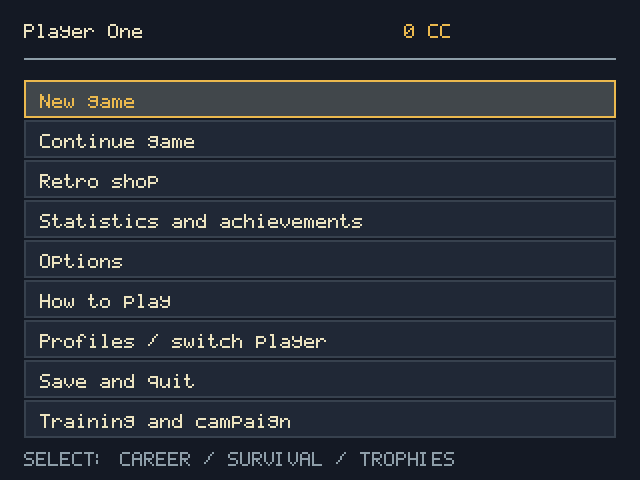 Player One 0 CC
New game
Continue game
Retro shop
Statistics and achievements
Options
How to play
Profiles / switch player
Save and quit
Training and campaign
SELECT: CAREER / SURVIVAL / TROPHIES